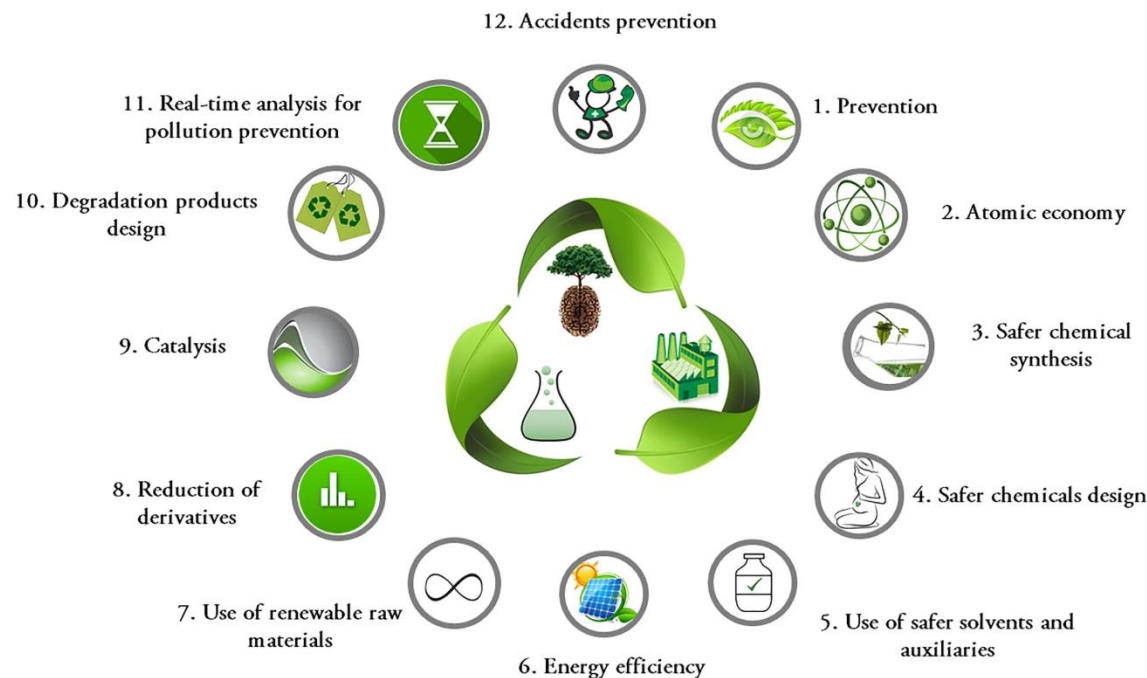 12. Accidents prevention
1. Prevention
2. Atomic economy
3. Safer chemical
synthesis
4. Safer chemicals design
5. Use of safer solvents and
auxiliaries
6. Energy efficiency
7. Use of renewable raw
materials
8. Reduction of
derivatives
9. Catalysis
10. Degradation products
design
11. Real-time analysis for
pollution prevention